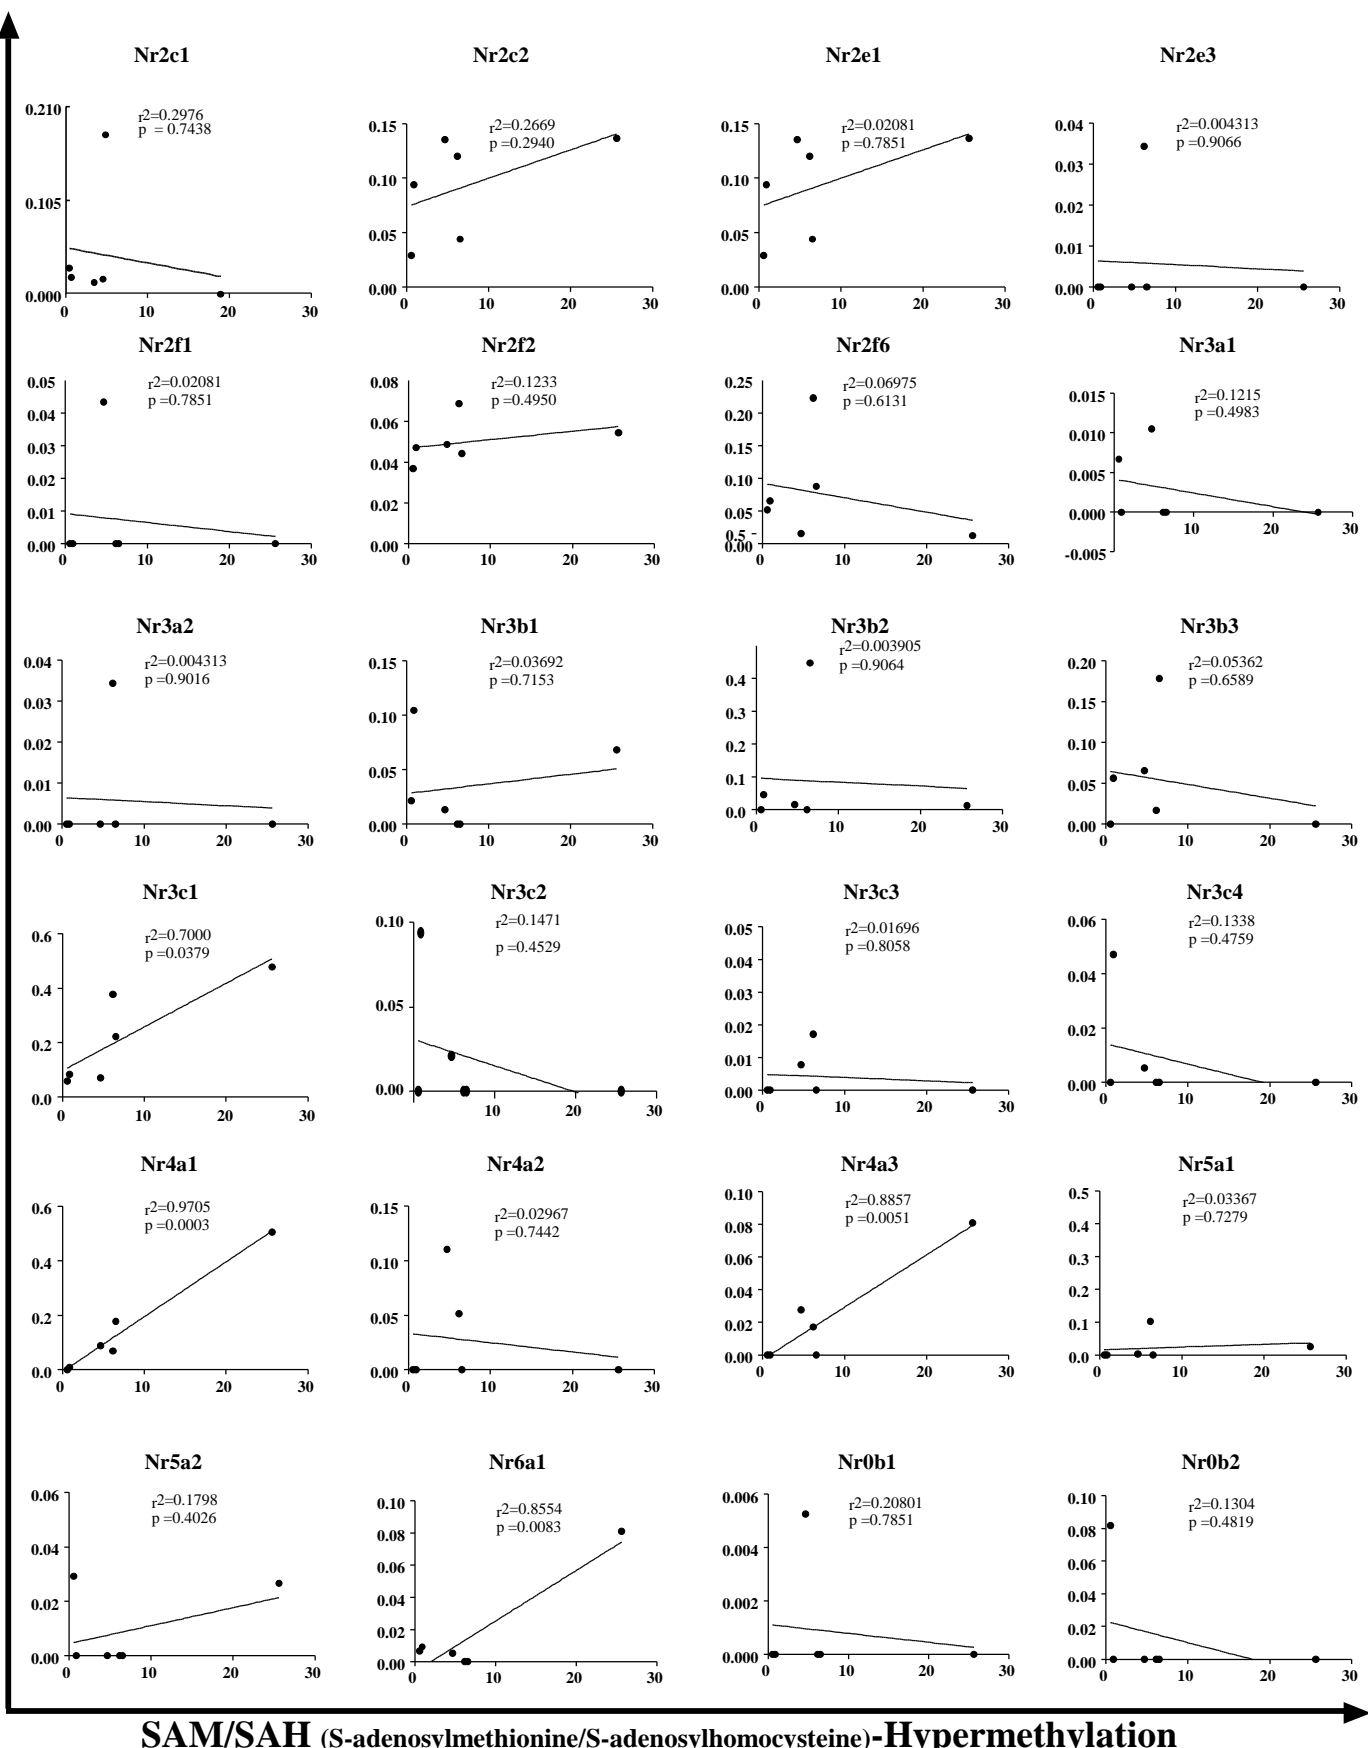 Nr2c1
r2=0.2976
p = 0.7438
0.210
0.105
0.000
0 10 20 30
Nr2c2
r2=0.2669
p =0.2940
0.15
0.10
0.05
0.00
0 10 20 30
Nr2e1
r2=0.02081
p =0.7851
0.15
0.10
0.05
0.00
0 10 20 30
Nr2e3
r2=0.004313
p =0.9066
0.04
0.03
0.02
0.01
0.00
0 10 20 30
Nr2f1
r2=0.02081
p =0.7851
0.05
0.04
0.03
0.02
0.01
0.00
0 10 20 30
Nr2f2
r2=0.1233
p =0.4950
0.08
0.06
0.04
0.02
0.00
0 10 20 30
Nr2f6
r2=0.06975
p =0.6131
0.25
0.20
0.15
0.10
0.05
0.5
0.00
0 10 20 30
Nr3a1
r2=0.1215
p =0.4983
0.015
0.010
0.005
0.000
-0.005
10 20 30
Nr3a2
r2=0.004313
p =0.9016
0.04
0.03
0.02
0.01
0.00
0 10 20 30
Nr3b1
r2=0.03692
p =0.7153
0.15
0.10
0.05
0.00
0 10 20 30
Nr3b2
r2=0.003905
p =0.9064
0.4
0.3
0.2
0.1
0.0
0 10 20 30
Nr3b3
r2=0.05362
p =0.6589
0.20
0.15
0.10
0.05
0.00
0 10 20 30
Nr3c1
r2=0.7000
p =0.0379
0.6
0.4
0.2
0.0
0 10 20 30
Nr3c2
r2=0.1471
p =0.4529
0.10
0.05
0.00
0 10 20 30
Nr3c3
r2=0.01696
p =0.8058
0.05
0.04
0.03
0.02
0.01
0.00
0 10 20 30
Nr3c4
r2=0.1338
p =0.4759
0.06
0.04
0.02
0.00
0 10 20 30
Nr4a1
r2=0.9705
p =0.0003
0.6
0.4
0.2
0.0
0 10 20 30
Nr4a2
r2=0.02967
p =0.7442
0.15
0.10
0.05
0.00
0 10 20 30
Nr4a3
r2=0.8857
p =0.0051
0.10
0.08
0.06
0.04
0.02
0.00
0 10 20 30
Nr5a1
r2=0.03367
p =0.7279
0.5
0.4
0.3
0.2
0.1
0.0
0 10 20 30
Nr5a2
r2=0.1798
p =0.4026
0.06
0.04
0.02
0.00
0 10 20 30
Nr6a1
r2=0.8554
p =0.0083
0.10
0.08
0.06
0.04
0.02
0.00
0 10 20 30
Nr0b1
r2=0.20801
p =0.7851
0.006
0.004
0.002
0.000
0 10 20 30
Nr0b2
r2=0.1304
p =0.4819
0.10
0.08
0.06
0.04
0.02
0.00
0 10 20 30
SAM/SAH (S-adenosylmethionine/S-adenosylhomocysteine)-Hypermethylation